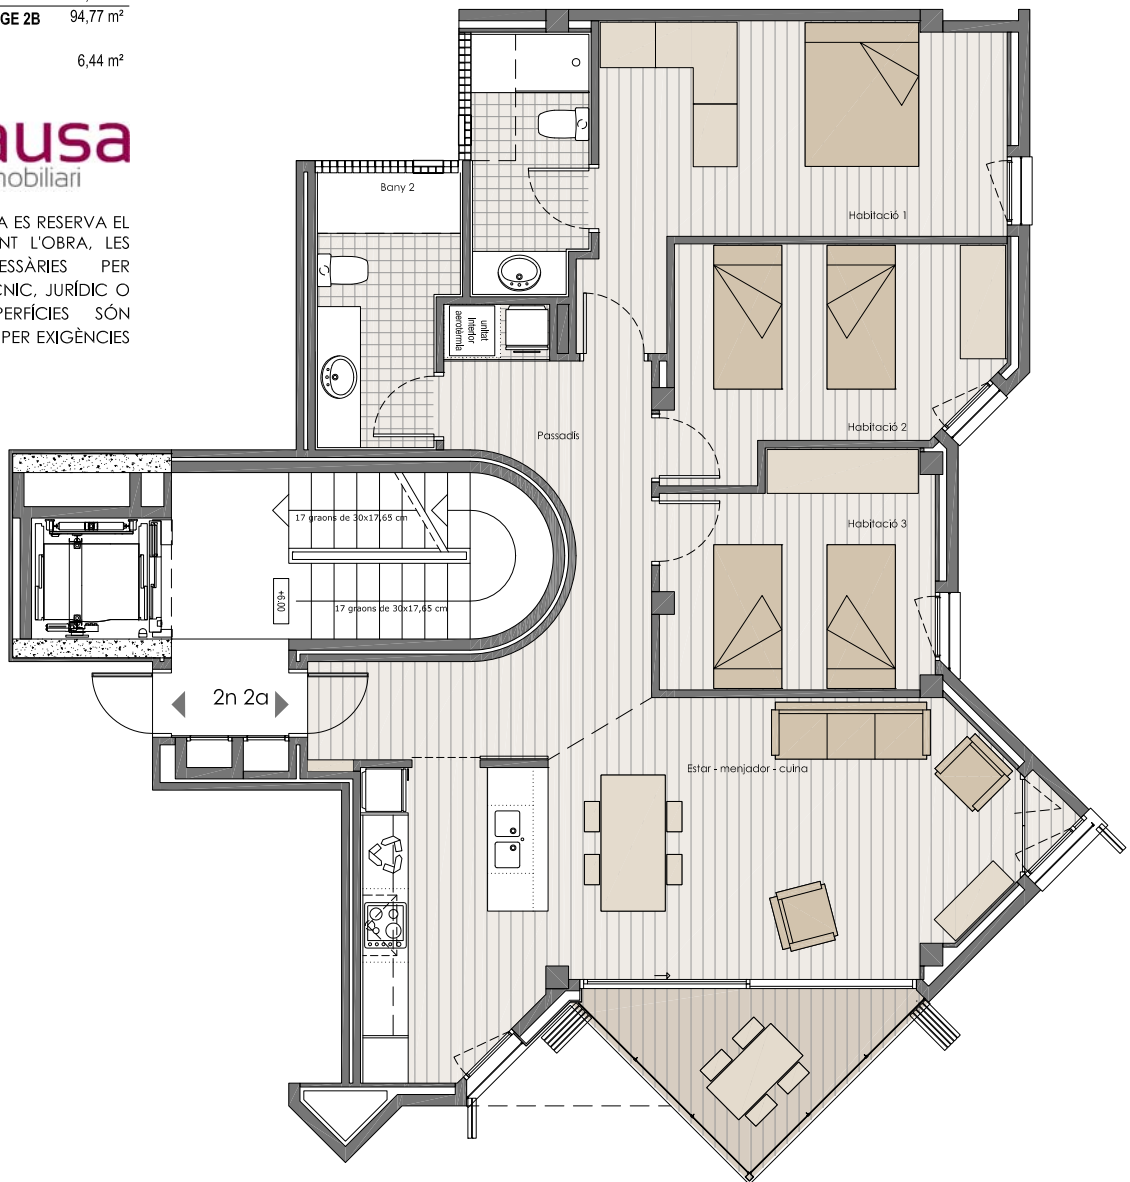 GE 2B 94,77 m²
6,44 m²
ausa
mobiliari
A ES RESERVA EL
NT L'OBRA, LES
ESSÀRIES PER
CNIC, JURÍDIC O
PERFÍCIES SÓN
PER EXIGÈNCIES
Bany 2
Habitació 1
unitat
Interior
aerotèrmia
Passadís
Habitació 2
17 graons de 30x17,65 cm
Habitació 3
+6,00
17 graons de 30x17,65 cm
2n 2a
Estar - menjador - cuina